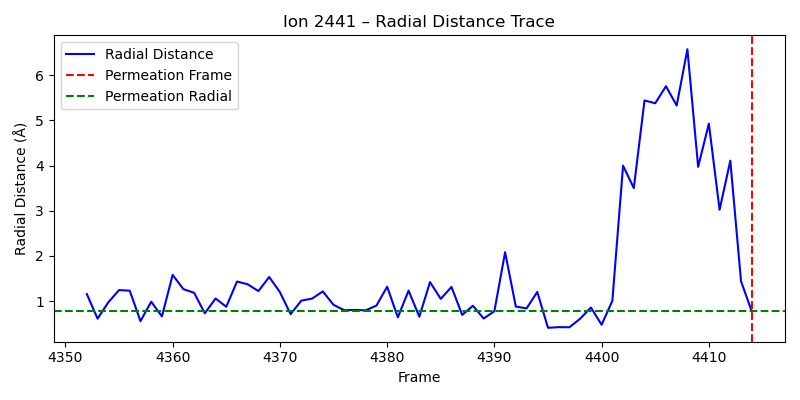 Ion 2441 – Radial Distance Trace
Radial Distance
Permeation Frame
Permeation Radial
Radial Distance (Å)
6
5
4
3
2
1
4350 4360 4370 4380 4390 4400 4410
Frame